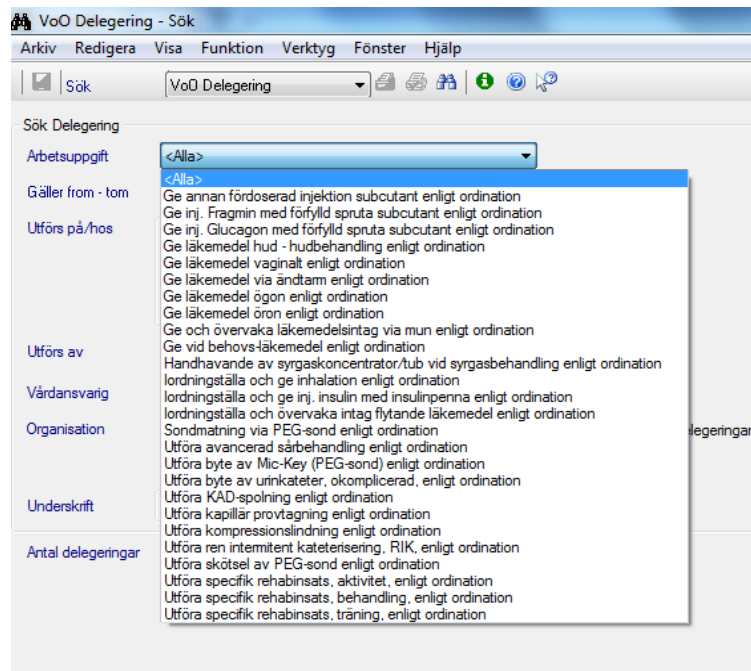 VoO Delegering - Sök
Arkiv Redigera Visa Funktion Verktyg Fönster Hjälp
Sök VoO Delegering
Sök Delegering
Arbetsuppgift <Alla>
<Alla>
Gäller from - tom
Ge annan fördoserad injektion subcutant enligt ordination
Ge inj. Fragmin med förfylld spruta subcutant enligt ordination
Utförs på/hos
Ge inj. Glucagon med förfylld spruta subcutant enligt ordination
Ge läkemedel hud - hudbehandling enligt ordination
Ge läkemedel vaginalt enligt ordination
Ge läkemedel via ändtarm enligt ordination
Ge läkemedel ögon enligt ordination
Ge läkemedel öron enligt ordination
Ge och övervaka läkemedelsintag via mun enligt ordination
Utförs av
Ge vid behovs-läkemedel enligt ordination
Handhavande av syrgaskoncentrator/tub vid syrgasbehandling enligt ordination
Iordningställa och ge inhalation enligt ordination
Vårdansvarig
Iordningställa och ge inj. insulin med insulinpenna enligt ordination
Iordningställa och övervaka intag flytande läkemedel enligt ordination
Organisation
Sondmatning via PEG-sond enligt ordination
legeringar
Utföra avancerad sårbehandling enligt ordination
Utföra byte av Mic-Key (PEG-sond) enligt ordination
Utföra byte av urinkateter, okomplicerad, enligt ordination
Underskrift
Utföra KAD-spolning enligt ordination
Utföra kapillär provtagning enligt ordination
Utföra kompressionslindning enligt ordination
Antal delegeringar
Utföra ren intermitent kateterisering, RIK, enligt ordination
Utföra skötsel av PEG-sond enligt ordination
Utföra specifik rehabinsats, aktivitet, enligt ordination
Utföra specifik rehabinsats, behandling, enligt ordination
Utföra specifik rehabinsats, träning, enligt ordination